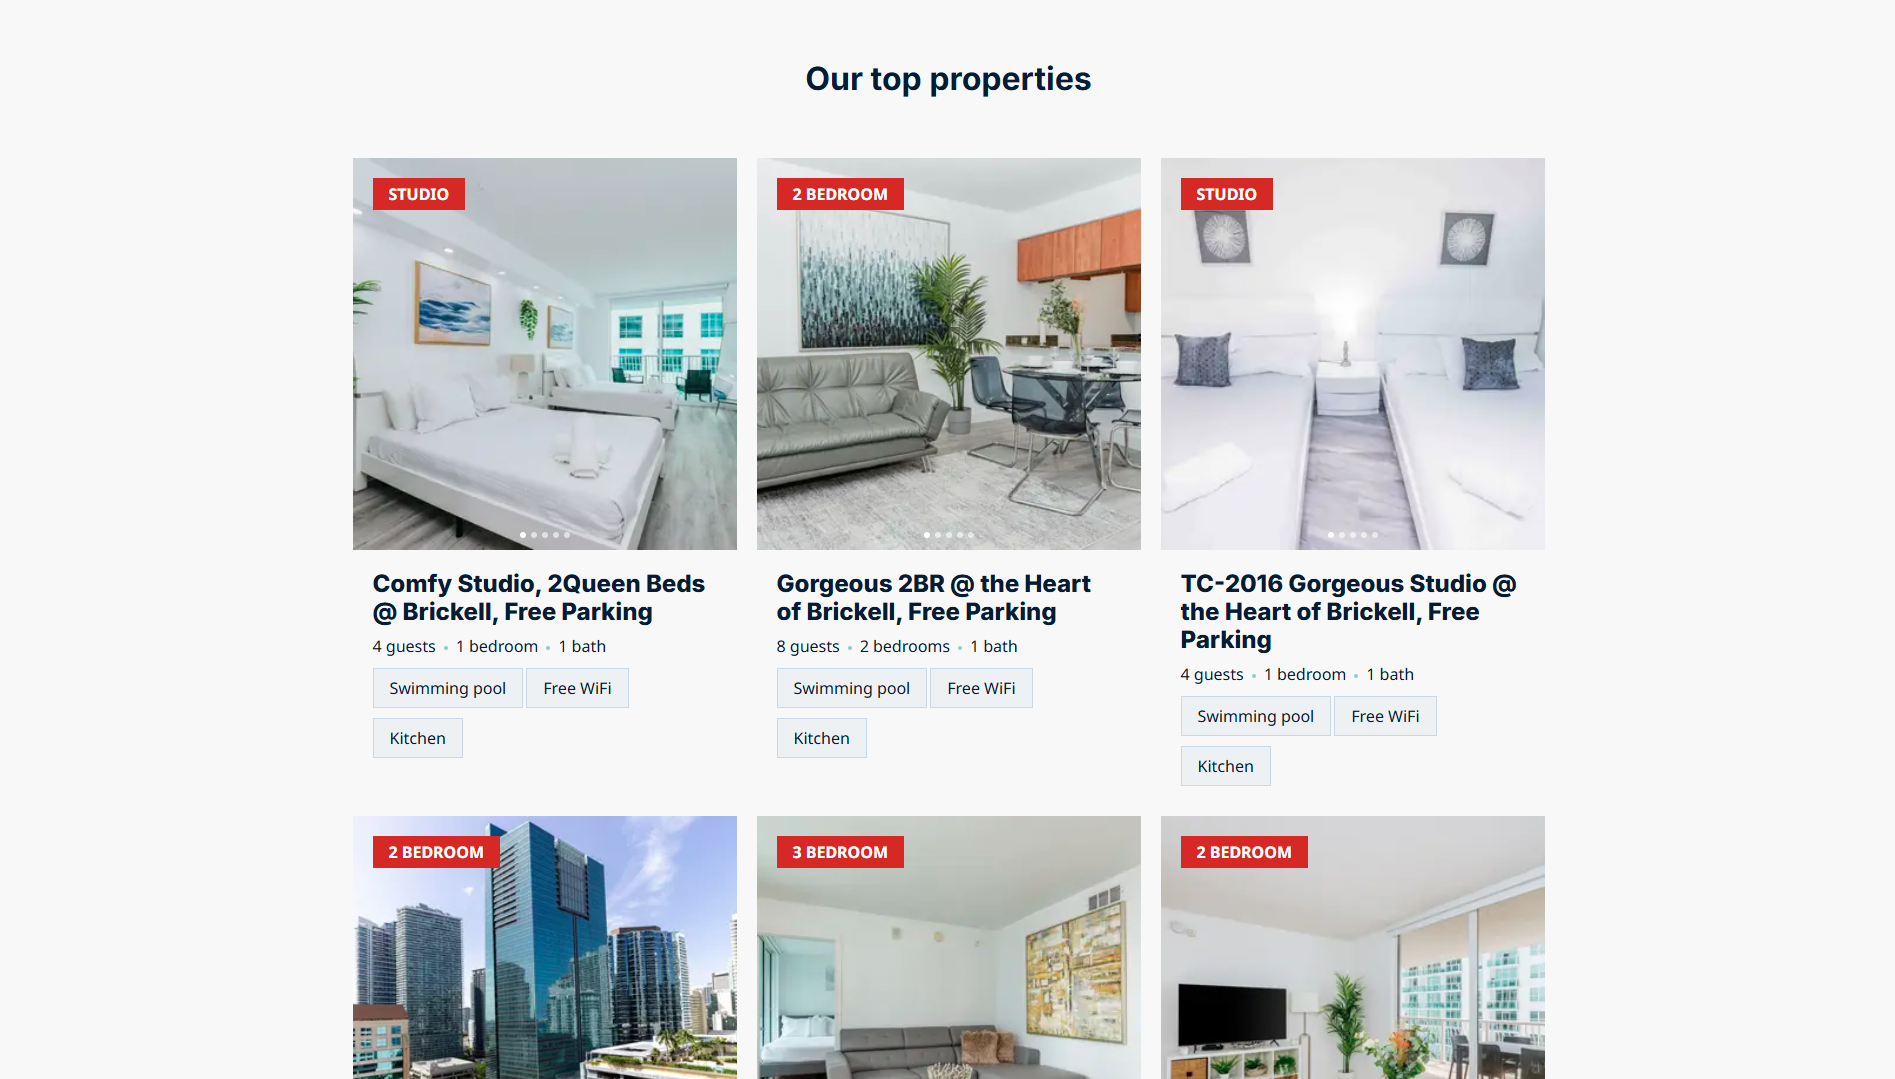 Our top properties
STUDIO
2 BEDROOM
STUDIO
Comfy Studio, 2Queen Beds
@ Brickell, Free Parking
4 guests • 1 bedroom • 1 bath
Swimming pool
Free WiFi
Kitchen
Gorgeous 2BR @ the Heart
of Brickell, Free Parking
8 guests • 2 bedrooms • 1 bath
Swimming pool
Free WiFi
Kitchen
TC-2016 Gorgeous Studio @
the Heart of Brickell, Free
Parking
4 guests • 1 bedroom • 1 bath
Swimming pool
Free WiFi
Kitchen
2 BEDROOM
3 BEDROOM
2 BEDROOM